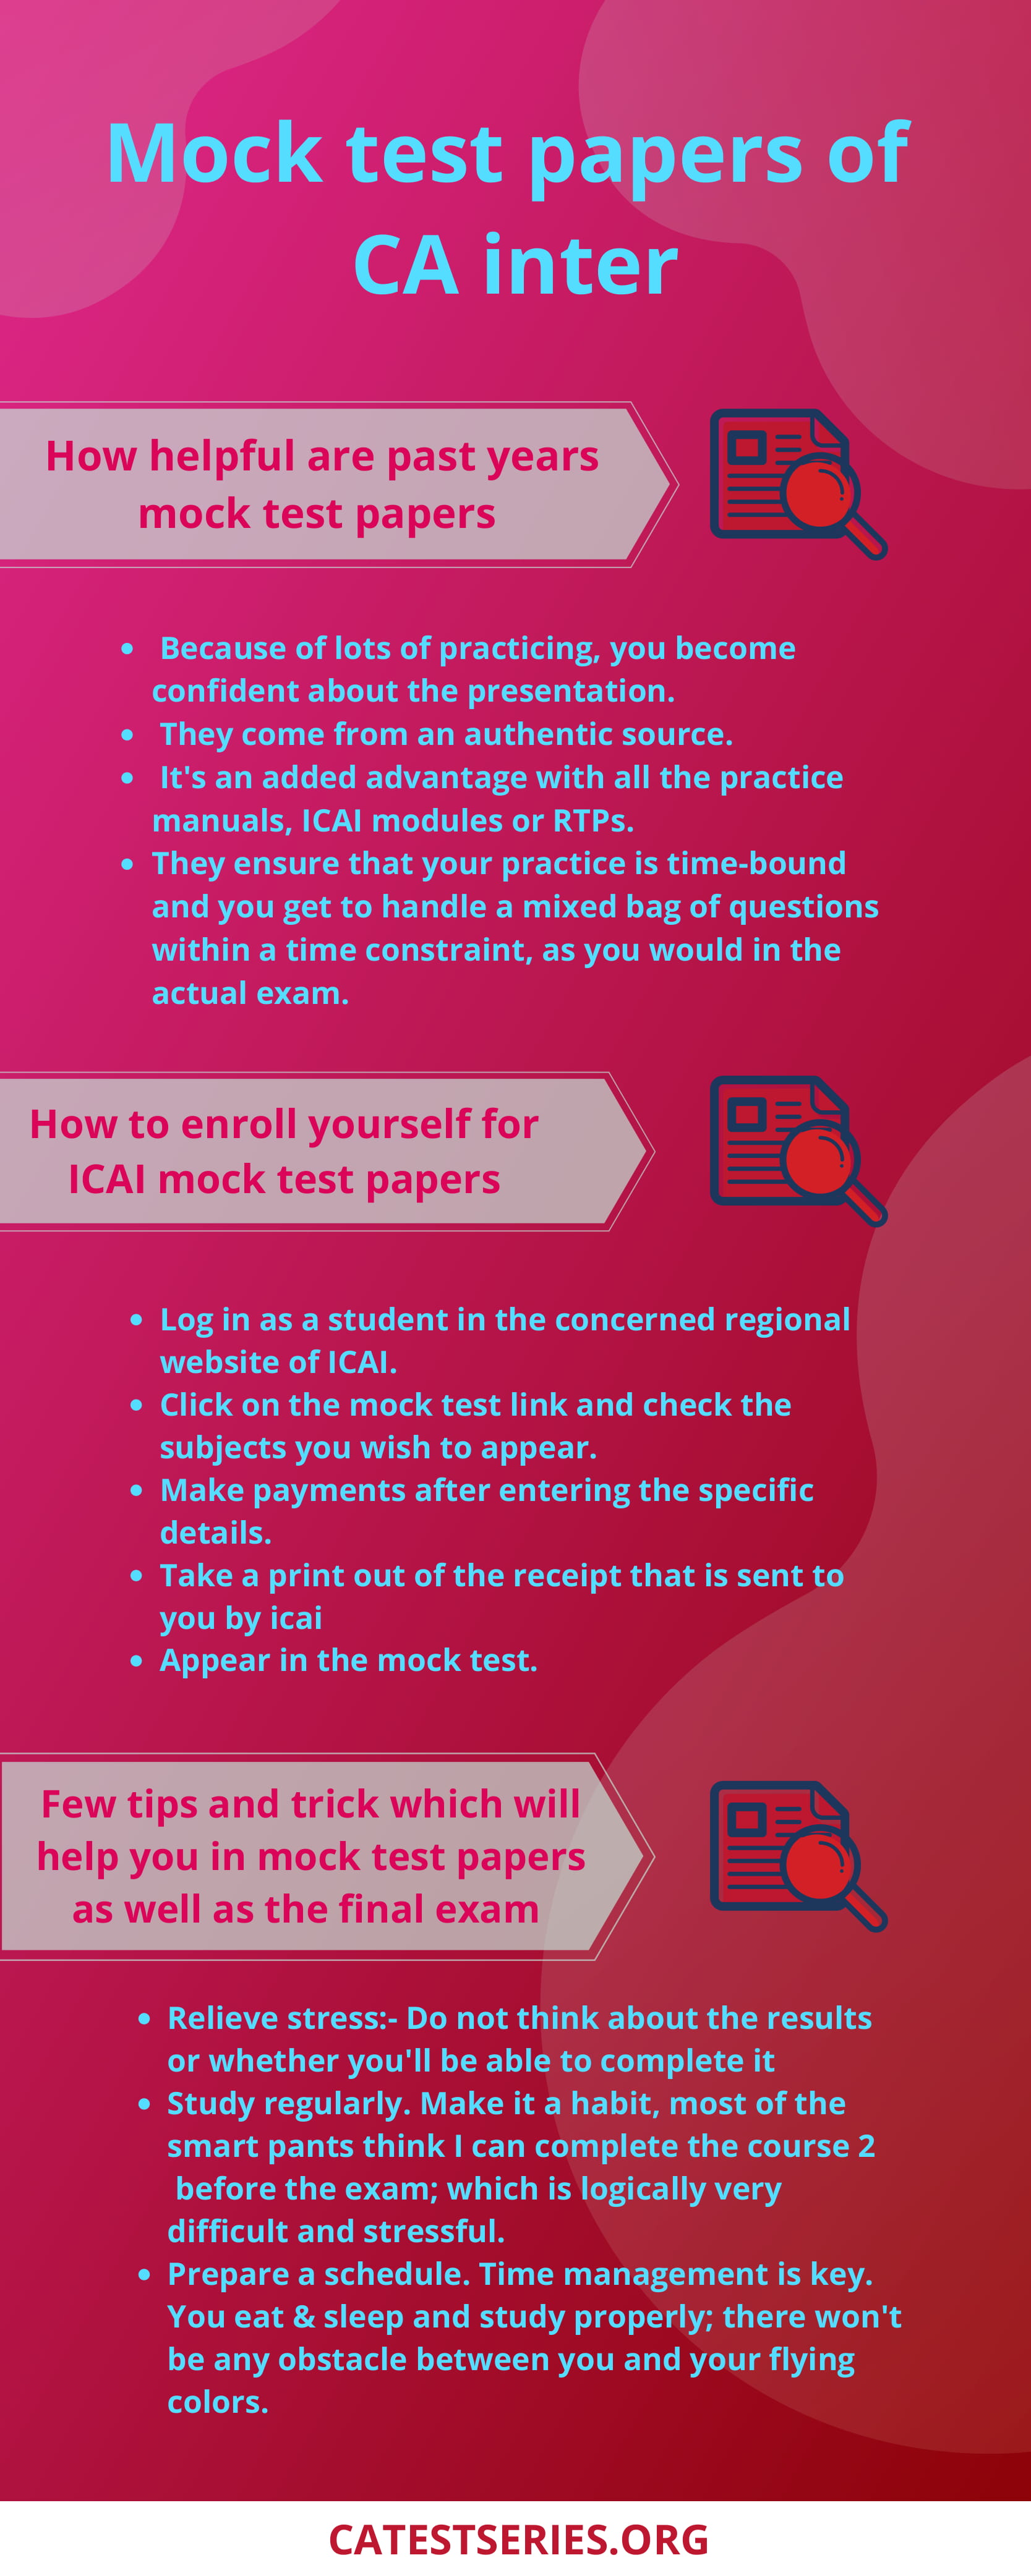 Mock test papers of
CA inter
How helpful are past years
mock test papers
Because of lots of practicing, you become
confident about the presentation.
They come from an authentic source.
It's an added advantage with all the practice
manuals, ICAI modules or RTPs.
They ensure that your practice is time-bound
and you get to handle a mixed bag of questions
within a time constraint, as you would in the
actual exam.
How to enroll yourself for
ICAI mock test papers
Log in as a student in the concerned regional
website of ICAI.
Click on the mock test link and check the
subjects you wish to appear.
Make payments after entering the specific
details.
Take a print out of the receipt that is sent to
you by icai
Appear in the mock test.
Few tips and trick which will
help you in mock test papers
as well as the final exam
Relieve stress:- Do not think about the results
or whether you'll be able to complete it
Study regularly. Make it a habit, most of the
smart pants think I can complete the course 2
before the exam; which is logically very
difficult and stressful.
Prepare a schedule. Time management is key.
You eat & sleep and study properly; there won't
be any obstacle between you and your flying
colors.
CATESTSERIES.ORG